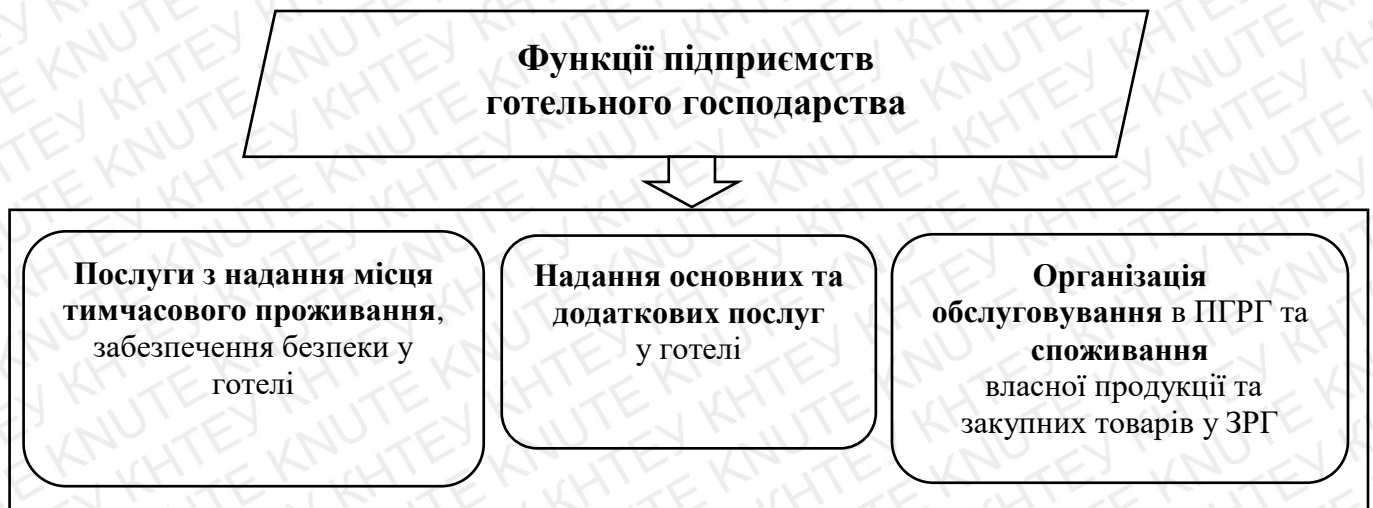 Функції підприємств
готельного господарства
Послуги з надання місця
тимчасового проживання,
забезпечення безпеки у
готелі
Надання основних та
додаткових послуг
у готелі
Організація
обслуговування в ПГРГ та
споживання
власної продукції та
закупних товарів у ЗРГ